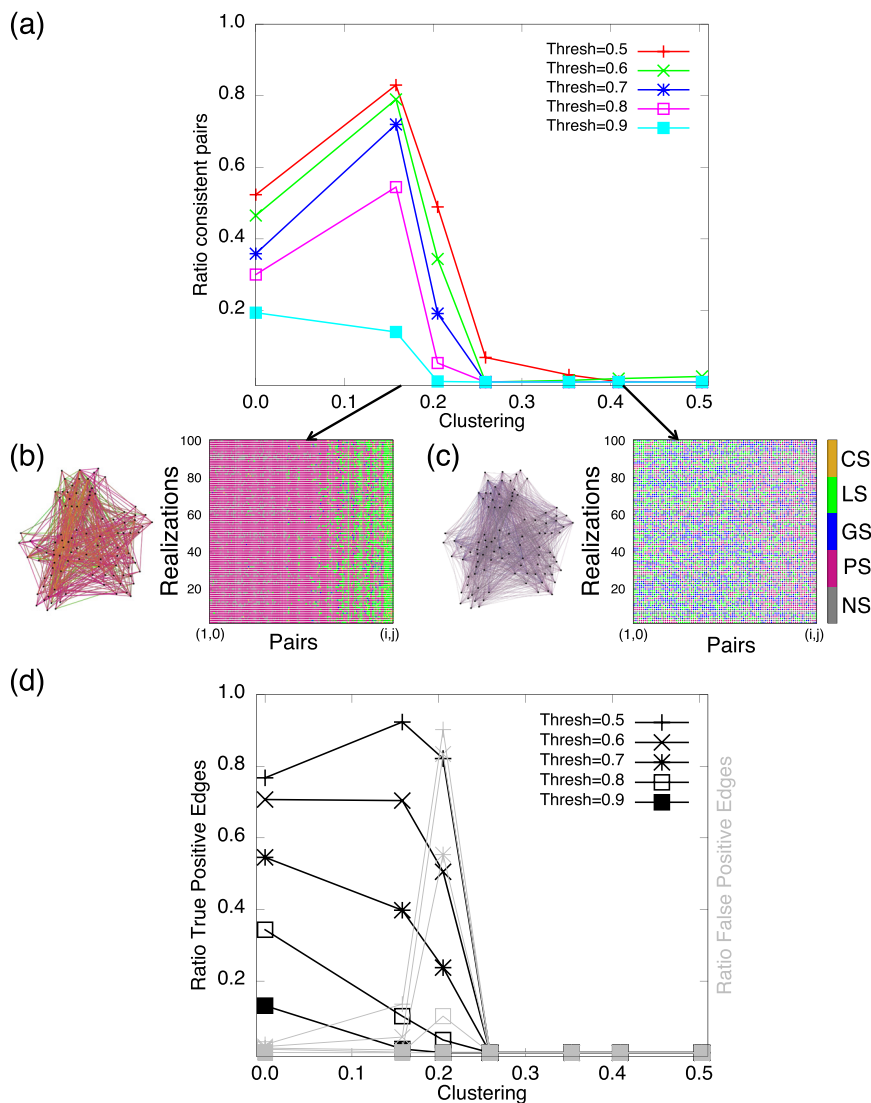 (a)
Ratio consistent pairs
1.0
0.8
0.6
0.4
0.2
Thresh=0.5
Thresh=0.6
Thresh=0.7
Thresh=0.8
Thresh=0.9
0.0 0.1 0.2 0.3 0.4 0.5
Clustering
(b)
Realizations
100
80
60
40
20
(1,0) (i,j)
Pairs
(c)
Realizations
100
80
60
40
20
(1,0) (i,j)
Pairs
CS
LS
GS
PS
NS
(d)
Ratio True Positive Edges
1.0
0.8
0.6
0.4
0.2
Thresh=0.5
Thresh=0.6
Thresh=0.7
Thresh=0.8
Thresh=0.9
Ratio False Positive Edges
0.0 0.1 0.2 0.3 0.4 0.5
Clustering